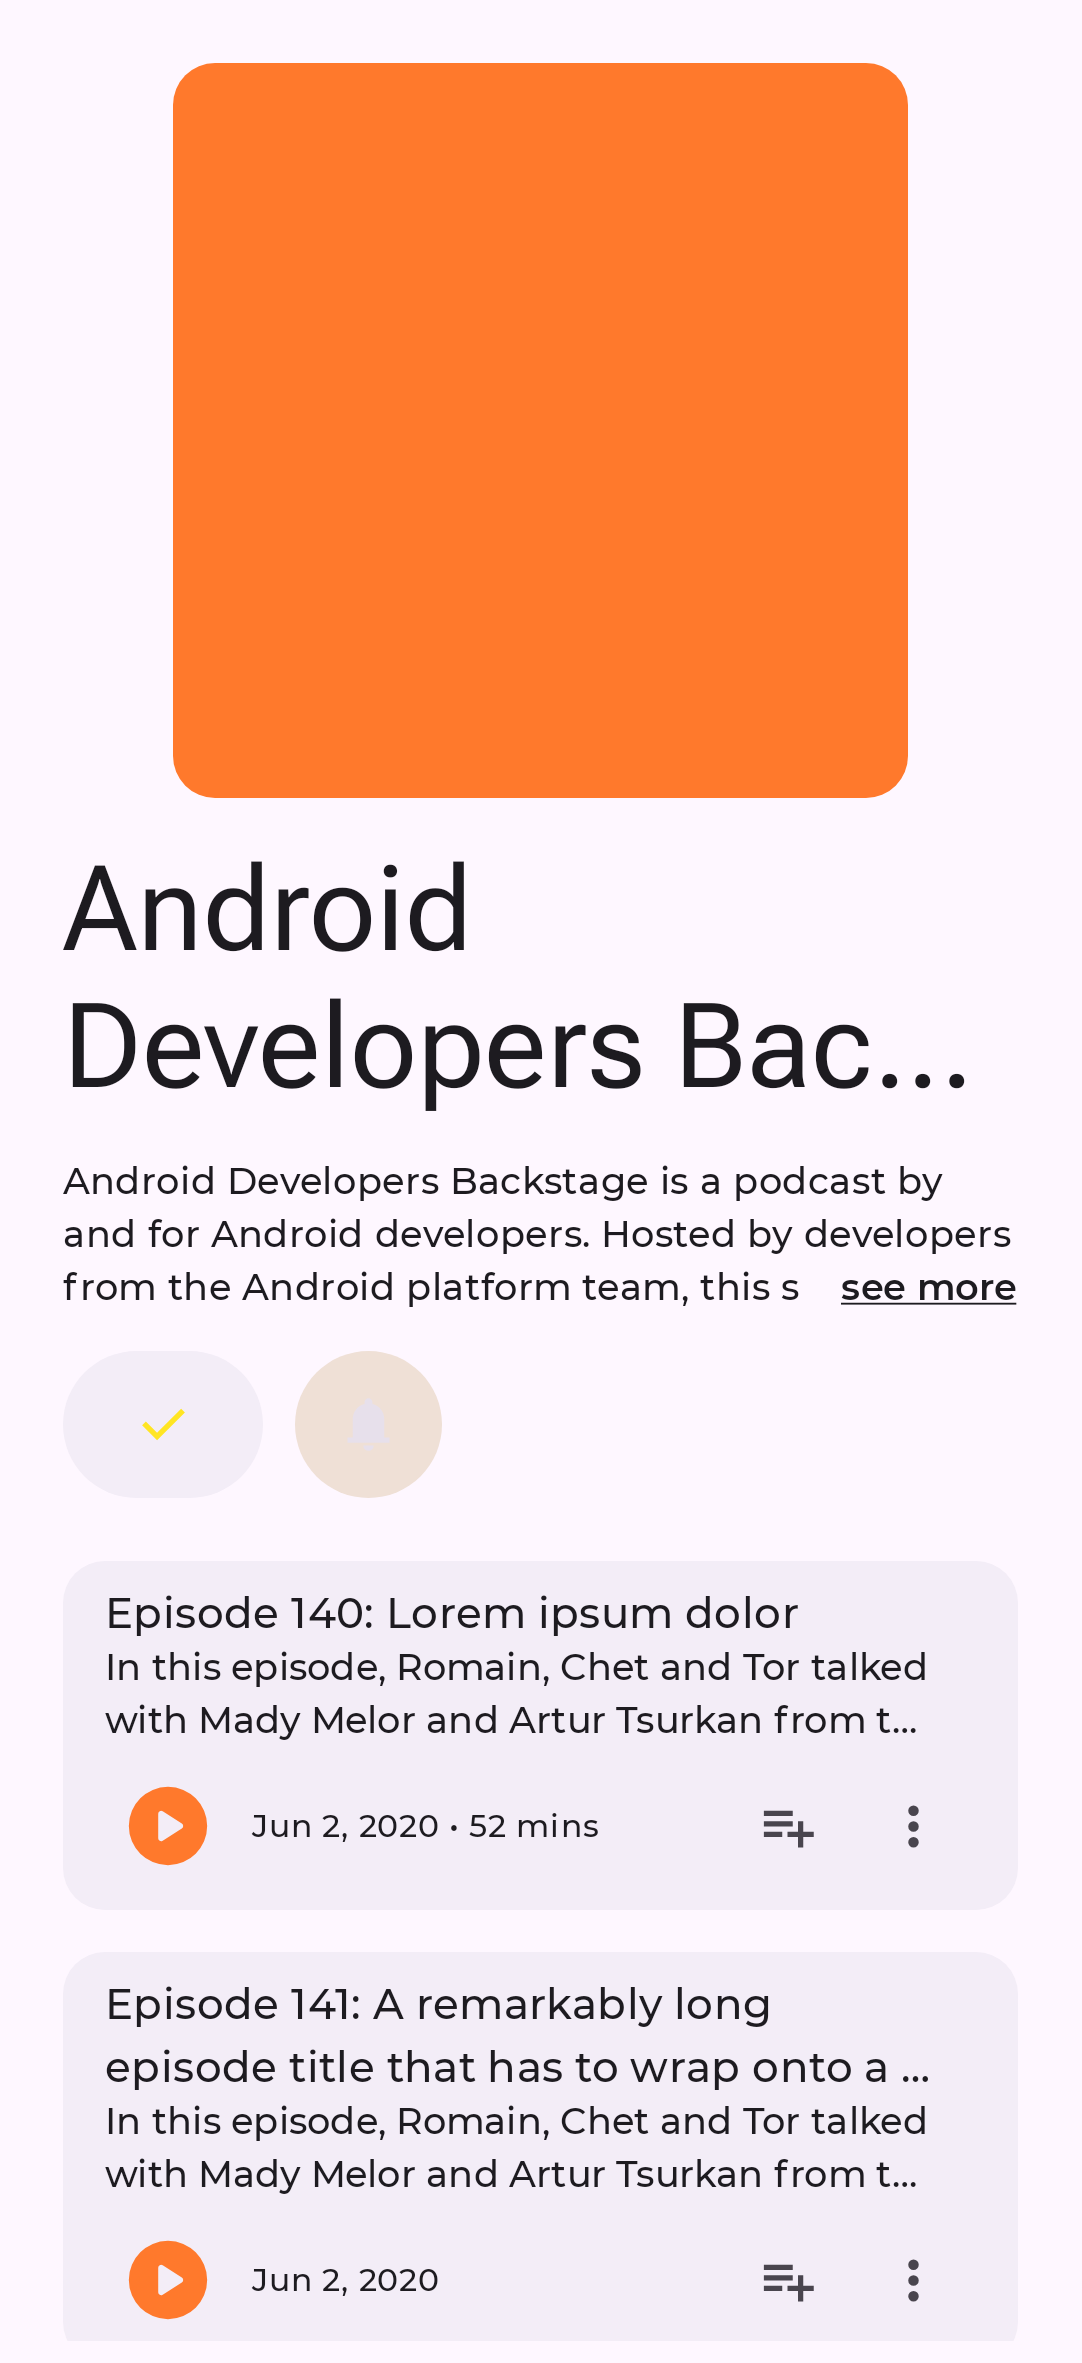 Android
Developers Bac...
Android Developers Backstage is a podcast by
and for Android developers. Hosted by developers
from the Android platform team, this s see more
Episode 140: Lorem ipsum dolor
In this episode, Romain, Chet and Tor talked
with Mady Melor and Artur Tsurkan from t...
Jun 2, 2020 • 52 mins
Episode 141: A remarkably long
episode title that has to wrap onto a ...
In this episode, Romain, Chet and Tor talked
with Mady Melor and Artur Tsurkan from t...
Jun 2, 2020